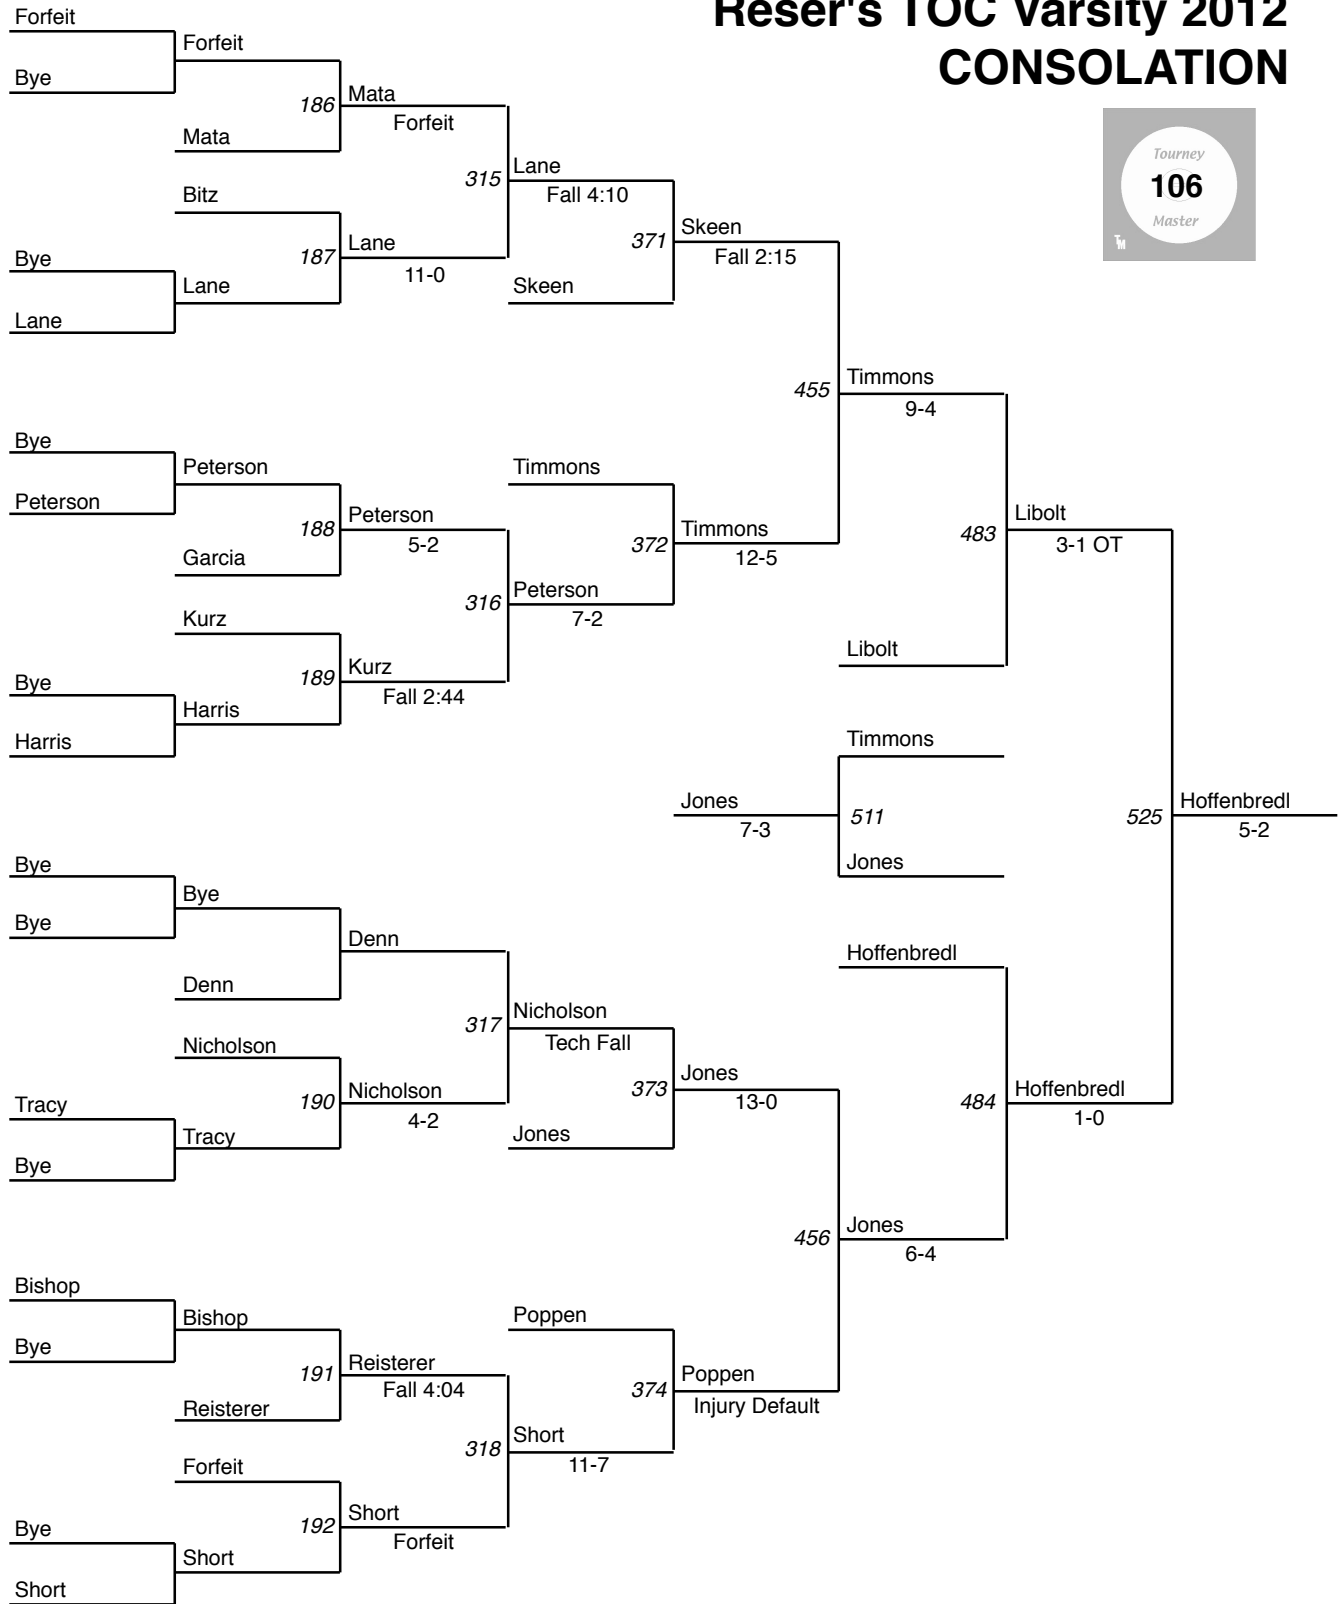 Reser's TOC Varsity 2012
CONSOLATION
Tourney
106
Master
TM
Forfeit
Forfeit
Bye
186
Mata
Forfeit
Mata
315
Lane
Fall 4:10
Bitz
187
Lane
11-0
Bye
Lane
Lane
371
Skeen
Fall 2:15
Skeen
455
Timmons
9-4
Bye
Peterson
Peterson
188
Peterson
5-2
Garcia
Timmons
372
Timmons
12-5
316
Peterson
7-2
Kurz
189
Kurz
Fall 2:44
Bye
Harris
Harris
483
Libolt
3-1 OT
Libolt
Timmons
Jones
7-3
511
Jones
525
Hoffenbredl
5-2
Bye
Bye
Bye
Denn
Denn
317
Nicholson
Tech Fall
Nicholson
190
Nicholson
4-2
Tracy
Tracy
Bye
373
Jones
13-0
Jones
Hoffenbredl
484
Hoffenbredl
1-0
456
Jones
6-4
Bishop
Bishop
Bye
191
Reisterer
Fall 4:04
Reisterer
Poppen
374
Poppen
Injury Default
318
Short
11-7
Forfeit
192
Short
Forfeit
Bye
Short
Short